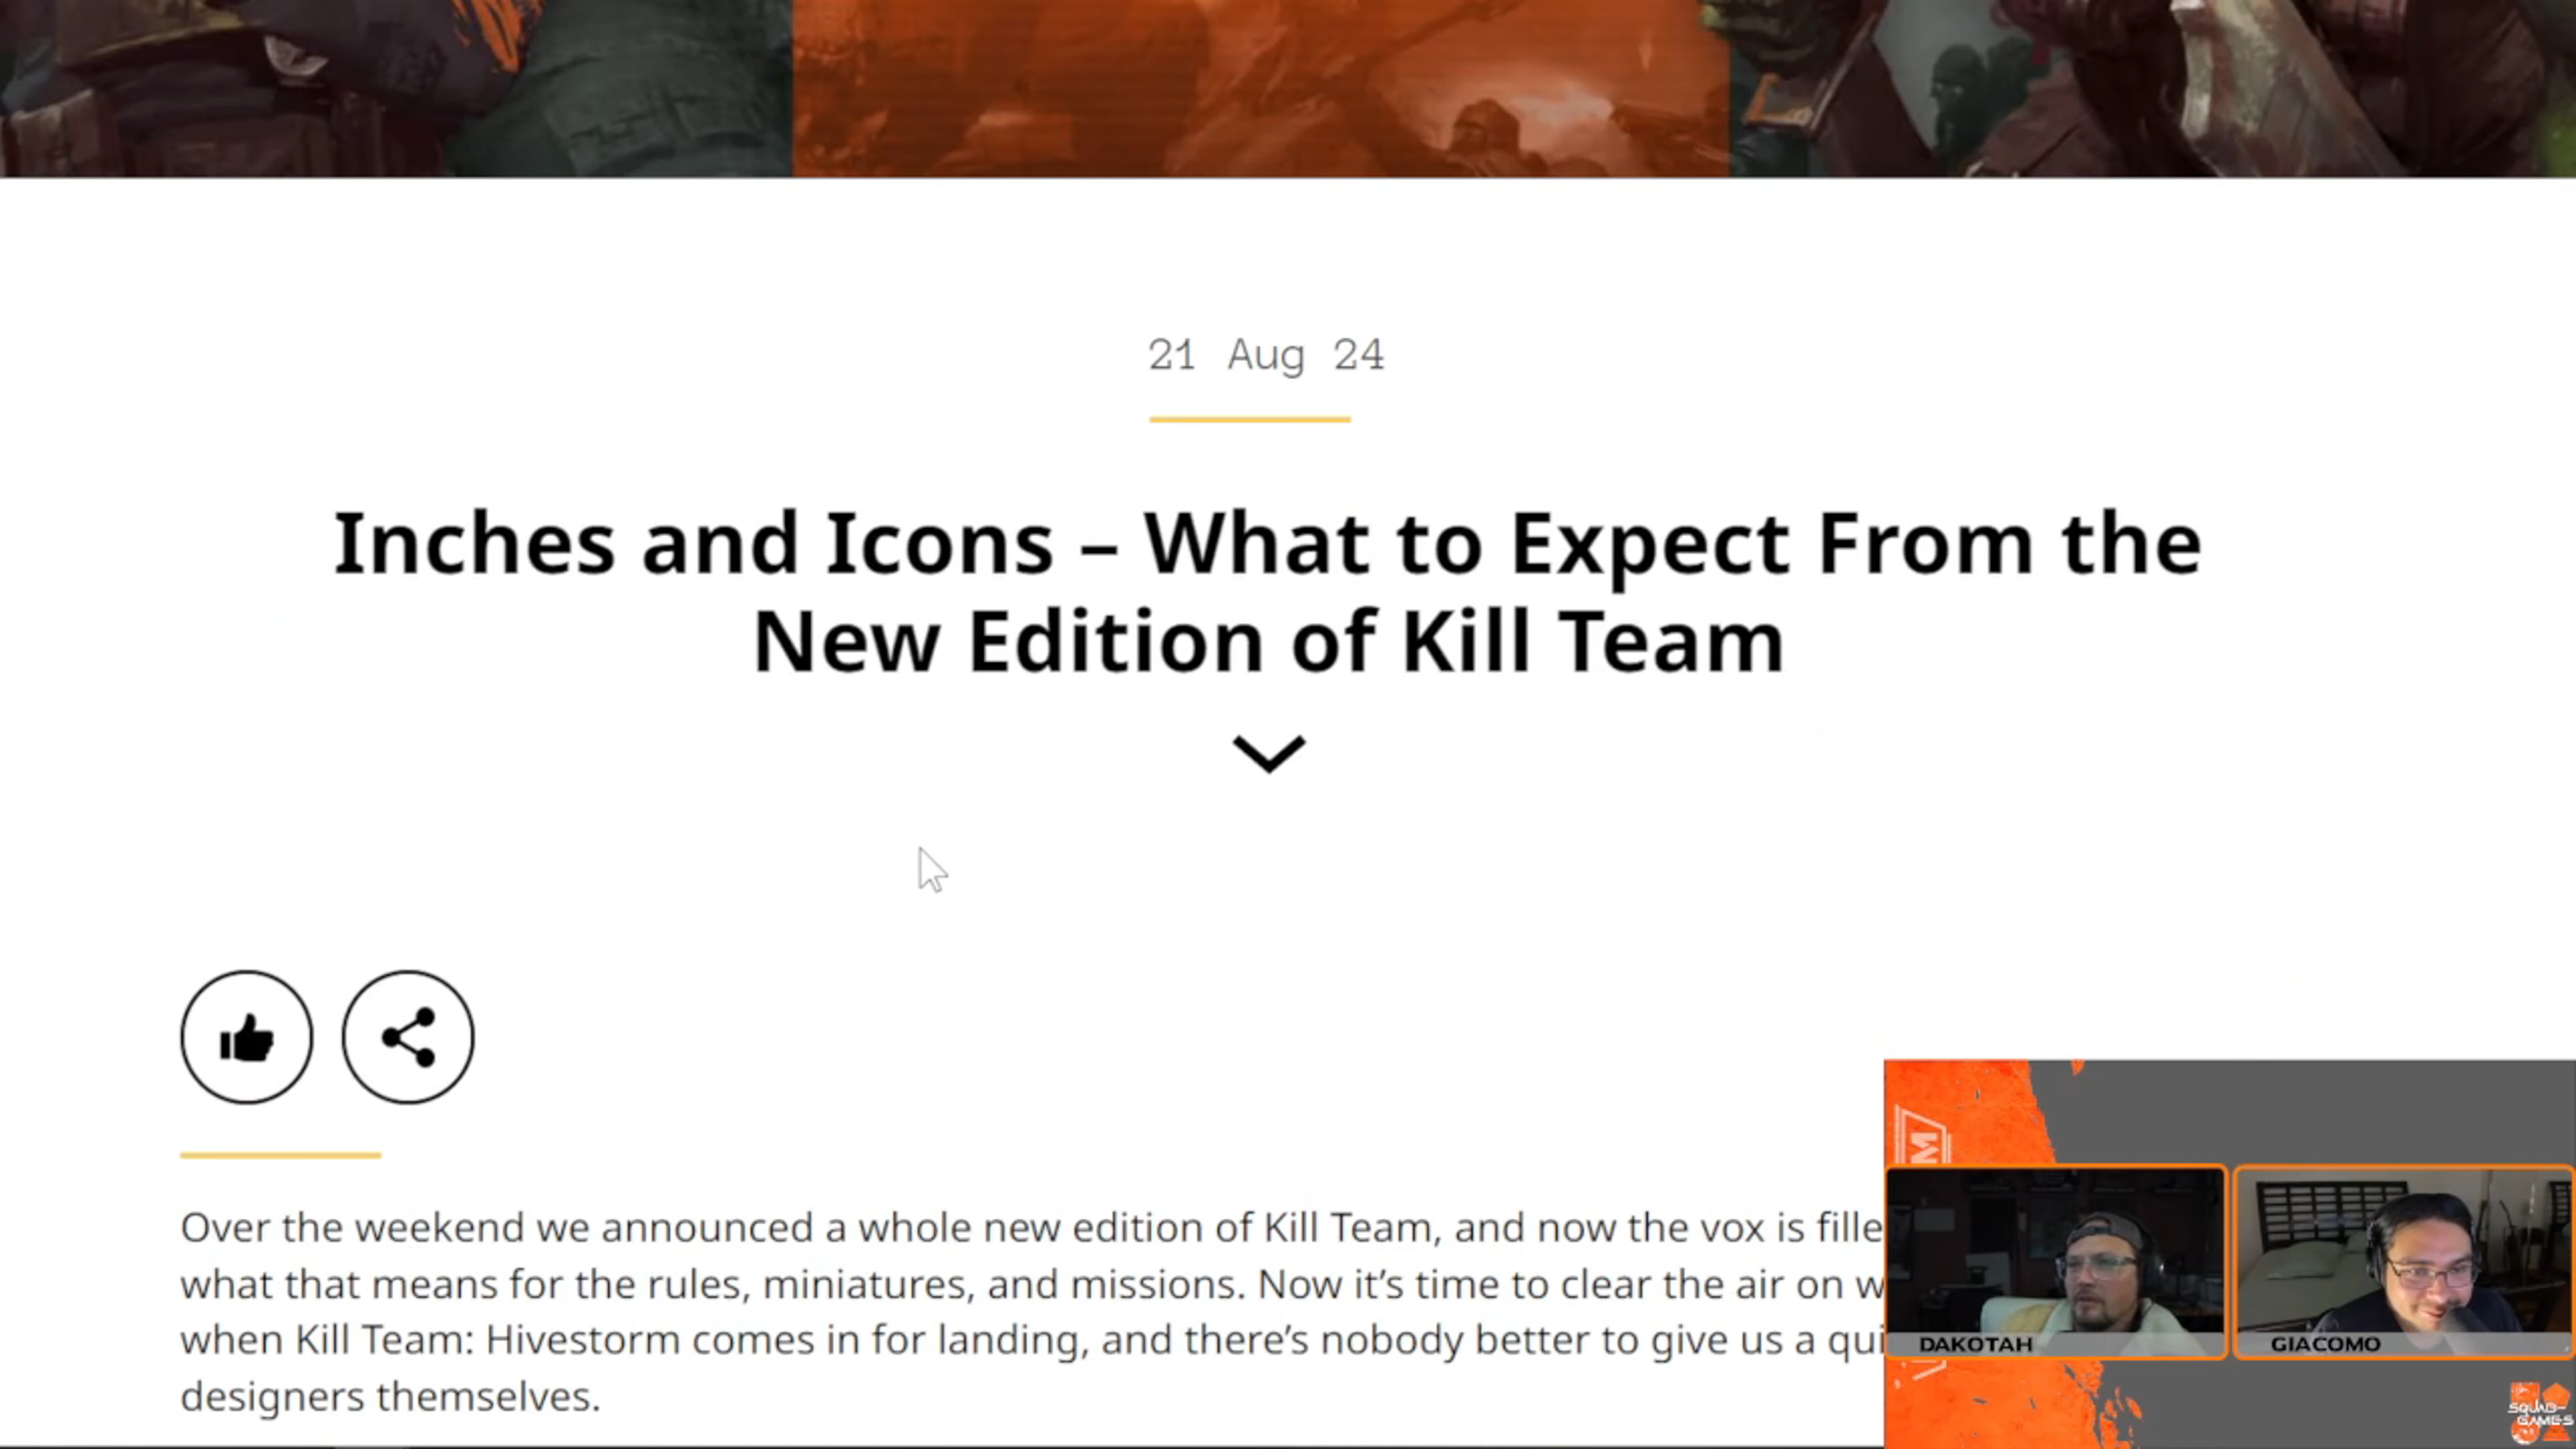 21 Aug 24
Inches and Icons – What to Expect From the
New Edition of Kill Team
Over the weekend we announced a whole new edition of Kill Team, and now the vox is fille
what that means for the rules, miniatures, and missions. Now it's time to clear the air on w
when Kill Team: Hivestorm comes in for landing, and there's nobody better to give us a qui
designers themselves.
DAKOTAH
GIACOMO
SQUAD-
GAMES